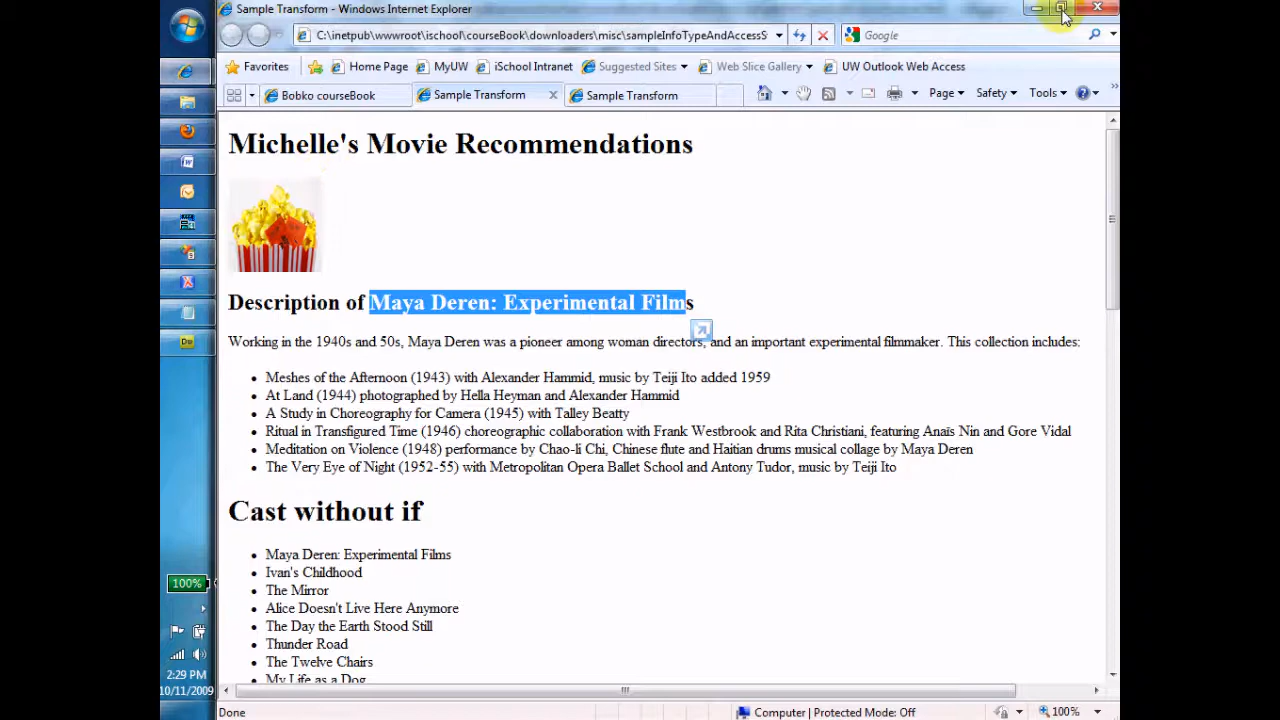 Sample Transform - Windows Internet Explorer
C:\inetpub\wwwroot\ischool\courseBook\downloaders\misc\sampleInfoTypeAndAccessS
Google
Favorites
Home Page
MyUW
iSchool Intranet
Suggested Sites
Web Slice Gallery
UW Outlook Web Access
Bobko courseBook
Sample Transform
Sample Transform
Page
Safety
Tools
Michelle's Movie Recommendations
Description of Maya Deren: Experimental Films
Working in the 1940s and 50s, Maya Deren was a pioneer among woman directors, and an important experimental filmmaker. This collection includes:
• Meshes of the Afternoon (1943) with Alexander Hammid, music by Teiji Ito added 1959
• At Land (1944) photographed by Hella Heyman and Alexander Hammid
• A Study in Choreography for Camera (1945) with Talley Beatty
• Ritual in Transfigured Time (1946) choreographic collaboration with Frank Westbrook and Rita Christiani, featuring Anaïs Nin and Gore Vidal
• Meditation on Violence (1948) performance by Chao-li Chi, Chinese flute and Haitian drums musical collage by Maya Deren
• The Very Eye of Night (1952-55) with Metropolitan Opera Ballet School and Antony Tudor, music by Teiji Ito
Cast without if
• Maya Deren: Experimental Films
• Ivan's Childhood
• The Mirror
• Alice Doesn't Live Here Anymore
• The Day the Earth Stood Still
• Thunder Road
• The Twelve Chairs
• My Life as a Dog
100%
2:29 PM
10/11/2009
Done
Computer | Protected Mode: Off
100%